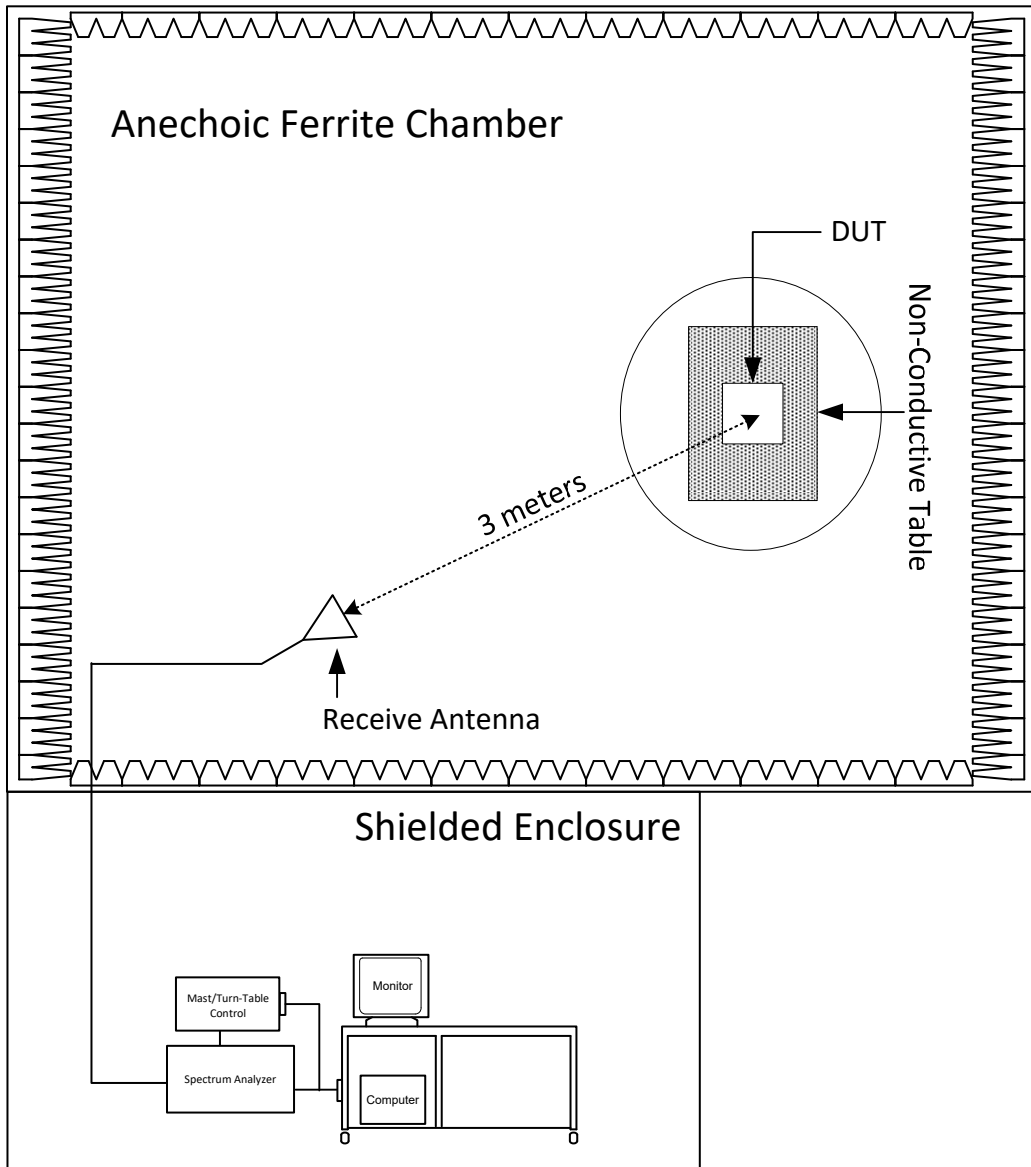 Anechoic Ferrite Chamber
DUT
Non-Conductive Table
3 meters
Receive Antenna
Shielded Enclosure
Monitor
Mast/Turn-Table
Control
Spectrum Analyzer
Computer